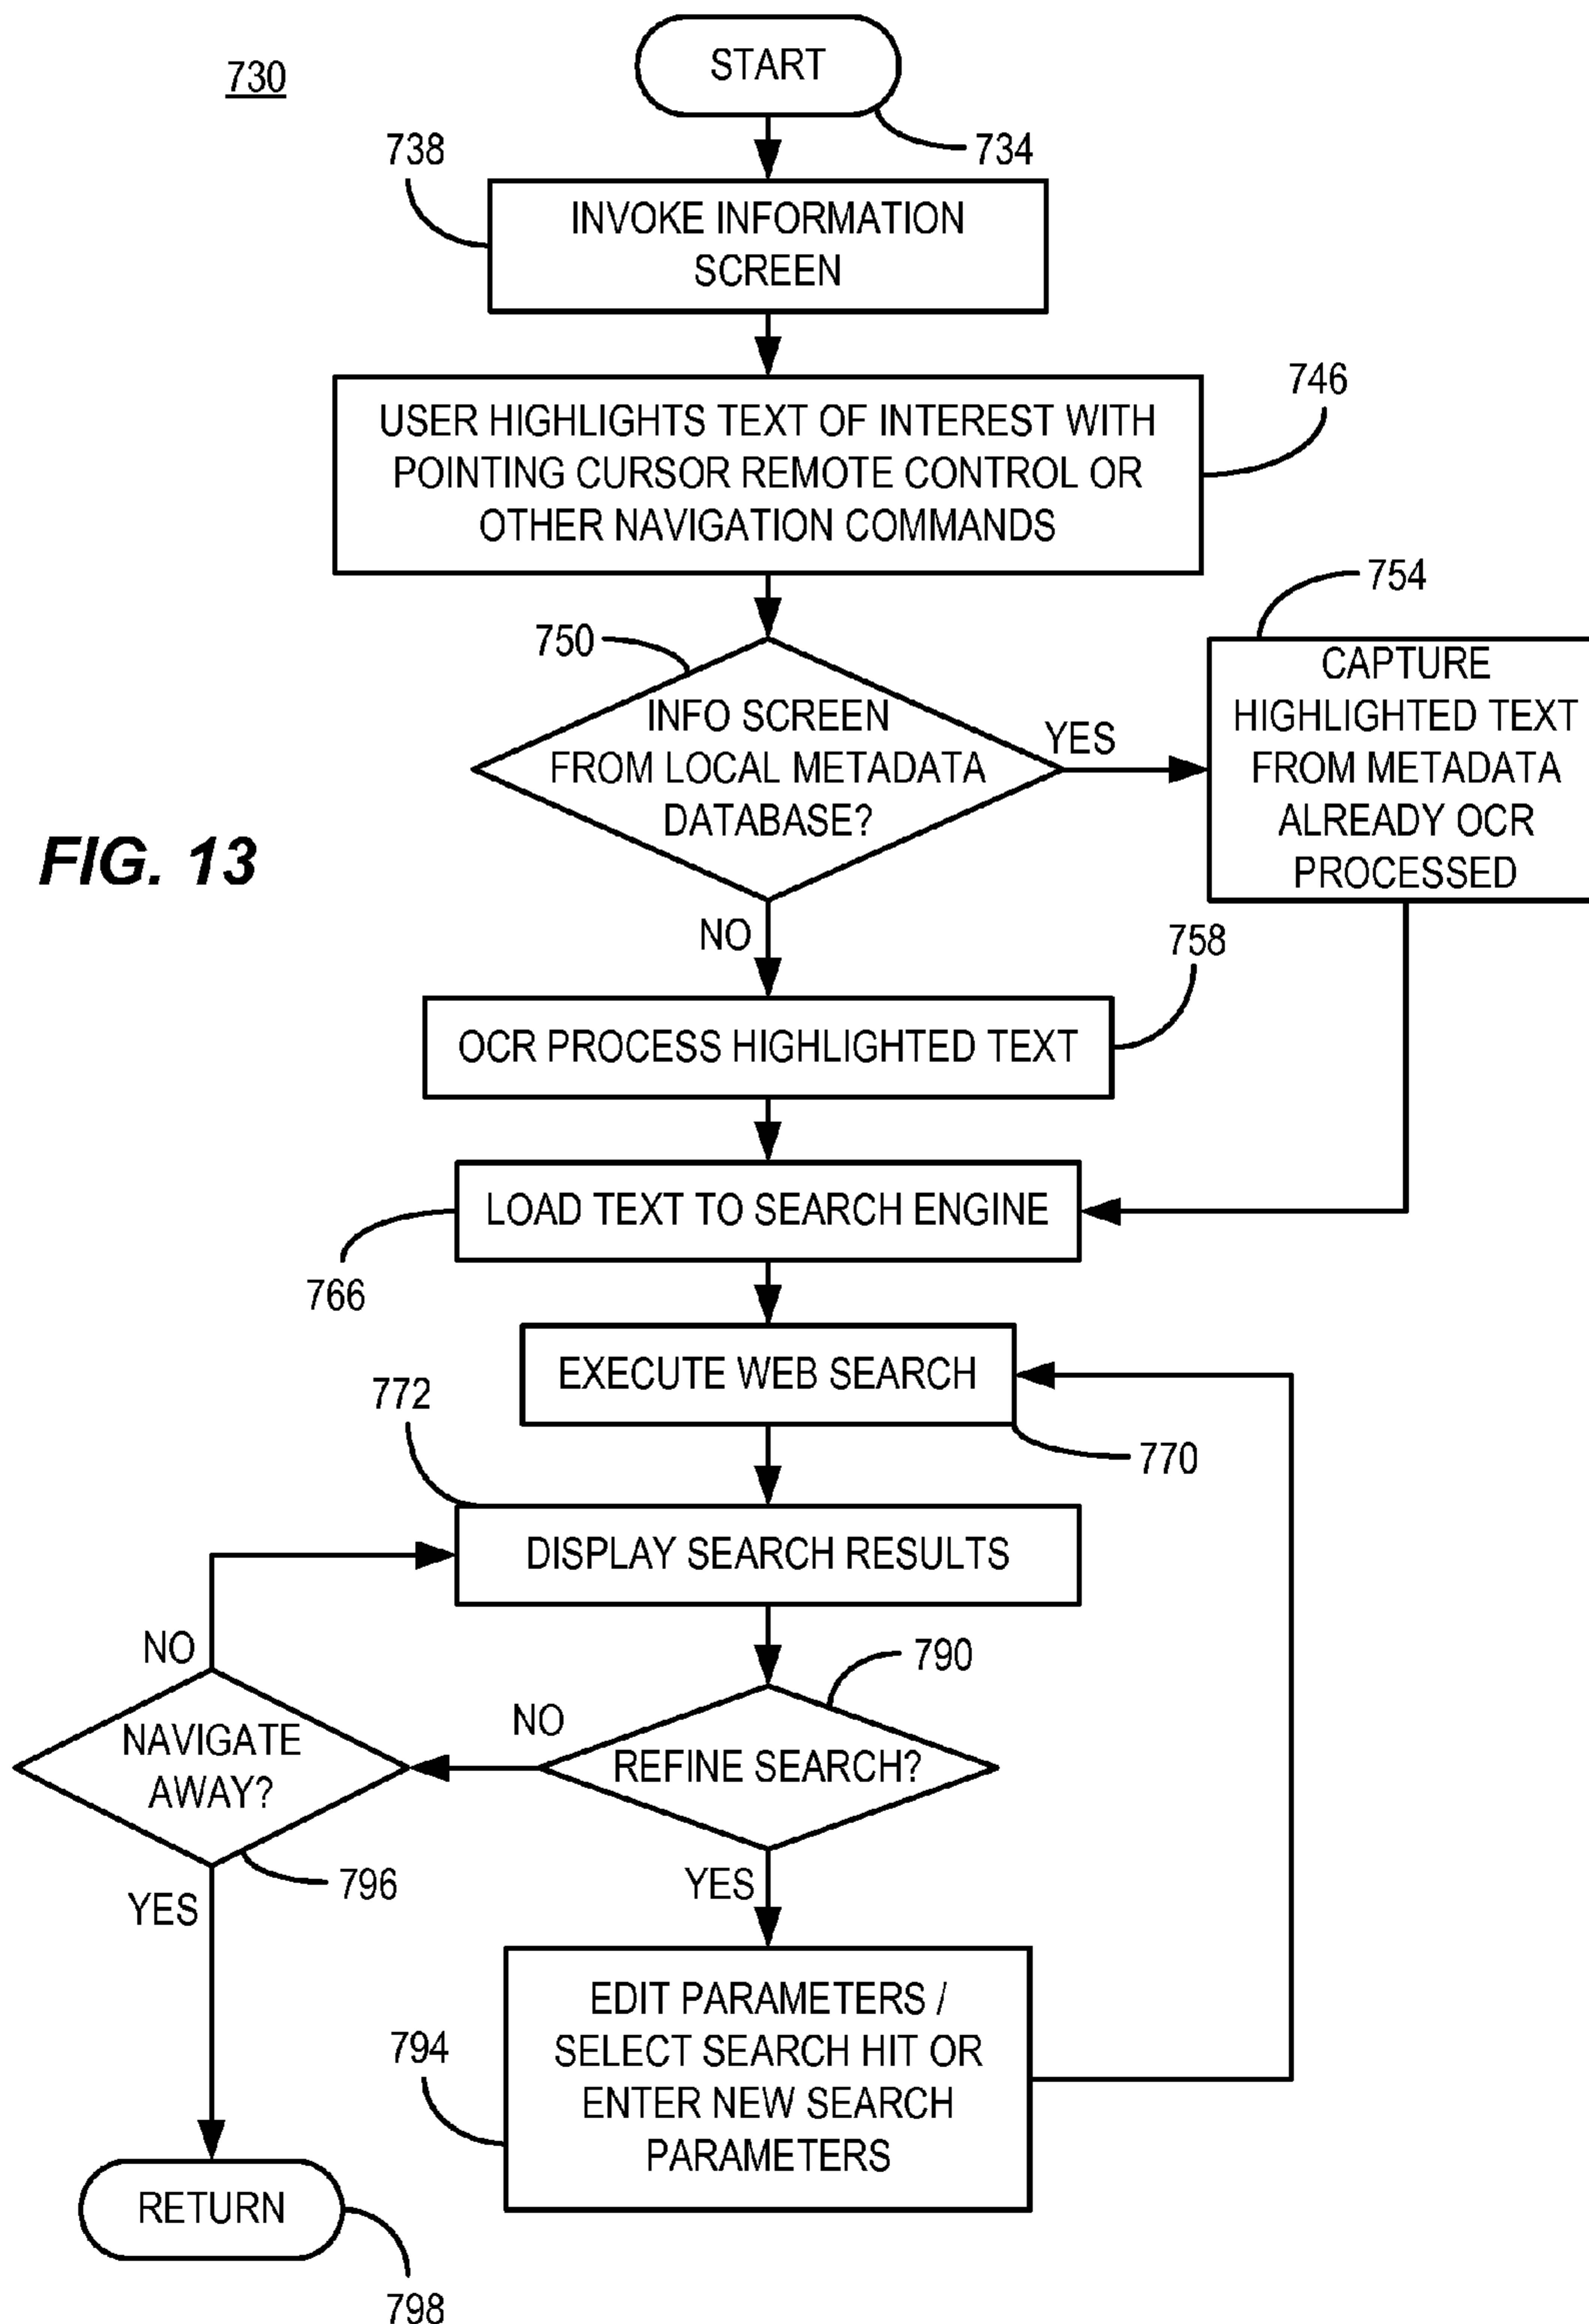 730
START
734
738
INVOKE INFORMATION
SCREEN
746
USER HIGHLIGHTS TEXT OF INTEREST WITH
POINTING CURSOR REMOTE CONTROL OR
OTHER NAVIGATION COMMANDS
750
INFO SCREEN
FROM LOCAL METADATA
DATABASE?
YES
754
CAPTURE
HIGHLIGHTED TEXT
FROM METADATA
ALREADY OCR
PROCESSED
FIG. 13
NO
758
OCR PROCESS HIGHLIGHTED TEXT
LOAD TEXT TO SEARCH ENGINE
766
EXECUTE WEB SEARCH
770
772
DISPLAY SEARCH RESULTS
NO
790
NO
NAVIGATE
AWAY?
REFINE SEARCH?
796
YES
YES
EDIT PARAMETERS /
SELECT SEARCH HIT OR
ENTER NEW SEARCH
PARAMETERS
794
RETURN
798